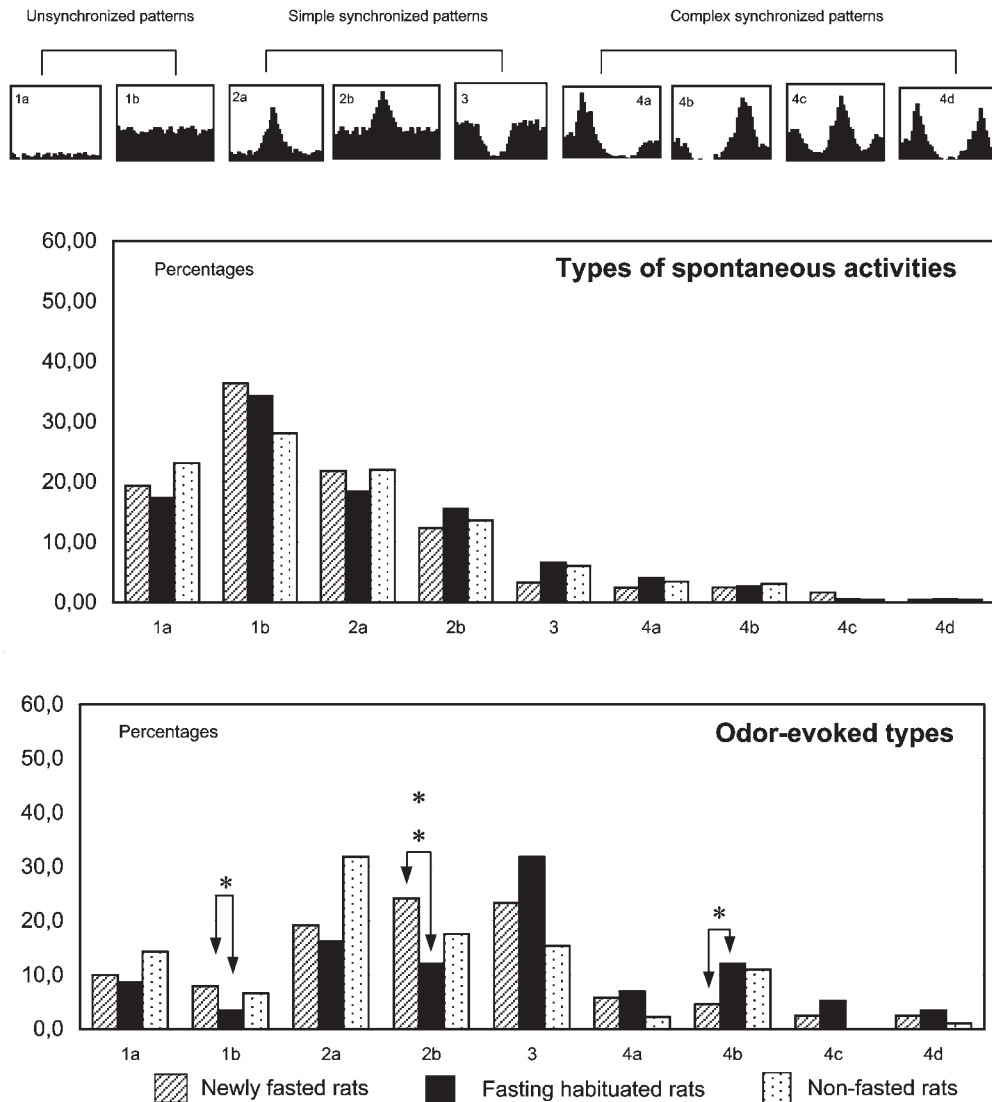 Unsynchronized patterns Simple synchronized patterns Complex synchronized patterns
1a 1b 2a 2b 3 4a 4b 4c 4d
60,00
Percentages Types of spontaneous activities
50,00
40,00
30,00
20,00
10,00
0,00
1a 1b 2a 2b 3 4a 4b 4c 4d
60,0
Percentages Odor-evoked types
50,0
40,0
*
*
30,0
*
20,0
*
10,0
0,0
1a 1b 2a 2b 3 4a 4b 4c 4d
Newly fasted rats Fasting habituated rats Non-fasted rats